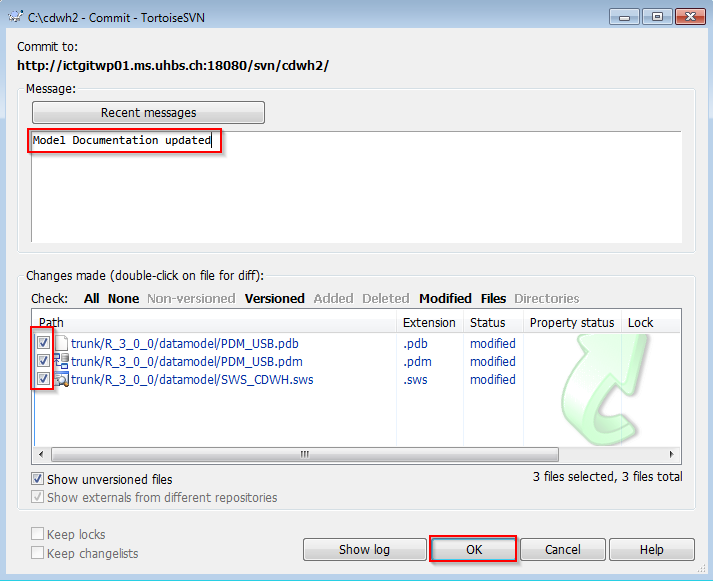 C:\cdwh2 - Commit - TortoiseSVN
Commit to:
http://ictgitwp01.ms.uhbs.ch:18080/svn/cdwh2/
Message:
Recent messages
Model Documentation updated
Changes made (double-click on file for diff):
Check: All None Non-versioned Versioned Added Deleted Modified Files Directories
Path Extension Status Property status Lock
trunk/R_3_0_0/datamodel/PDM_USB.pdb .pdb modified
trunk/R_3_0_0/datamodel/PDM_USB.pdm .pdm modified
trunk/R_3_0_0/datamodel/SWS_CDWH.sws .sws modified
Show unversioned files 3 files selected, 3 files total
Show externals from different repositories
Keep locks
Keep changelists
Show log OK Cancel Help